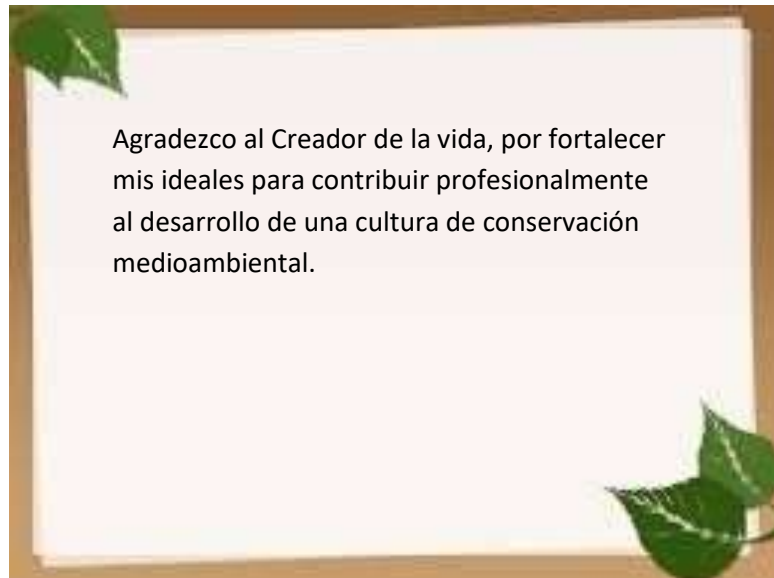 Agradezco al Creador de la vida, por fortalecer
mis ideales para contribuir profesionalmente
al desarrollo de una cultura de conservación
medioambiental.